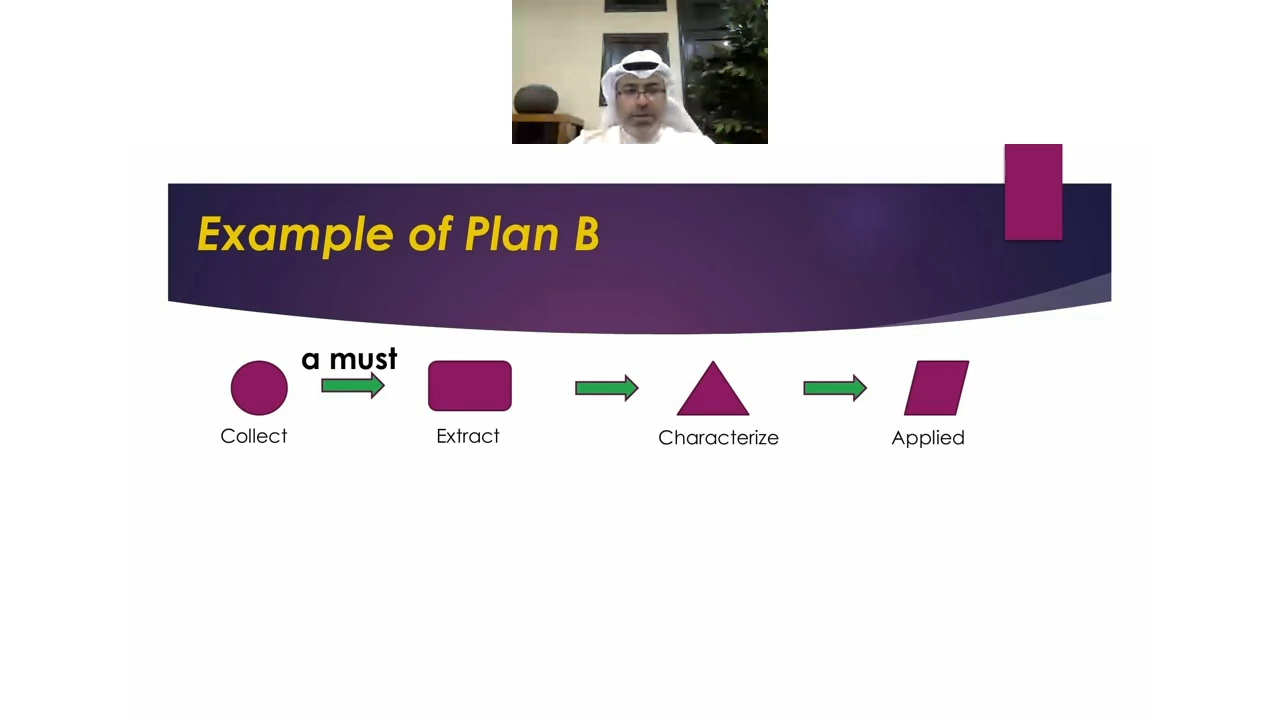 Example of Plan B
a must
Collect
Extract
Characterize
Applied